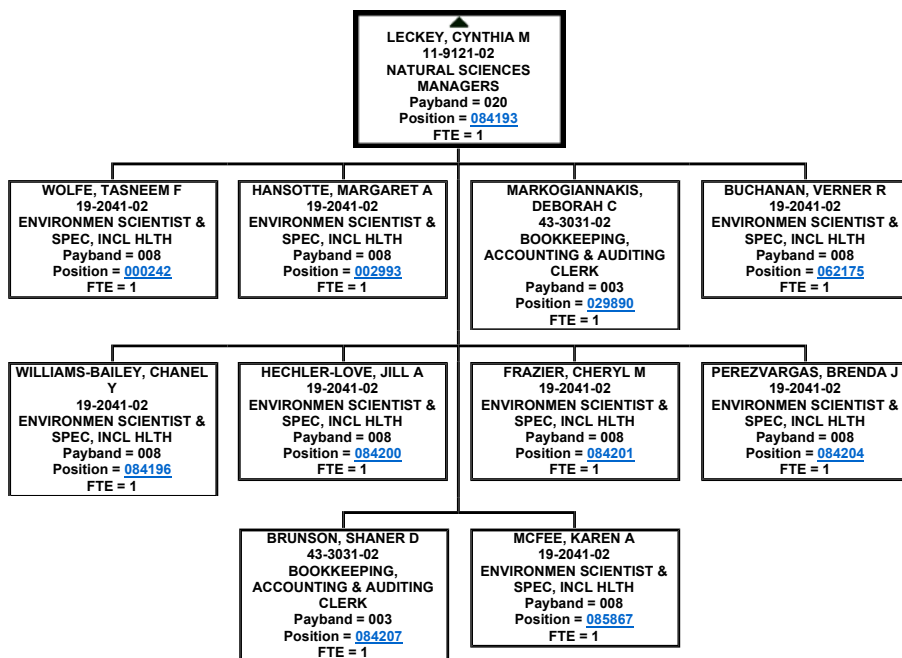 LECKEY, CYNTHIA M
11-9121-02
NATURAL SCIENCES
MANAGERS
Payband = 020
Position = 084193
FTE = 1
WOLFE, TASNEEM F
19-2041-02
ENVIRONMEN SCIENTIST &
SPEC, INCL HLTH
Payband = 008
Position = 000242
FTE = 1
HANSOTTE, MARGARET A
19-2041-02
ENVIRONMEN SCIENTIST &
SPEC, INCL HLTH
Payband = 008
Position = 002993
FTE = 1
MARKOGIANNAKIS,
DEBORAH C
43-3031-02
BOOKKEEPING,
ACCOUNTING & AUDITING
CLERK
Payband = 003
Position = 029890
FTE = 1
BUCHANAN, VERNER R
19-2041-02
ENVIRONMEN SCIENTIST &
SPEC, INCL HLTH
Payband = 008
Position = 062175
FTE = 1
WILLIAMS-BAILEY, CHANEL
Y
19-2041-02
ENVIRONMEN SCIENTIST &
SPEC, INCL HLTH
Payband = 008
Position = 084196
FTE = 1
HECHLER-LOVE, JILL A
19-2041-02
ENVIRONMEN SCIENTIST &
SPEC, INCL HLTH
Payband = 008
Position = 084200
FTE = 1
FRAZIER, CHERYL M
19-2041-02
ENVIRONMEN SCIENTIST &
SPEC, INCL HLTH
Payband = 008
Position = 084201
FTE = 1
PEREZVARGAS, BRENDA J
19-2041-02
ENVIRONMEN SCIENTIST &
SPEC, INCL HLTH
Payband = 008
Position = 084204
FTE = 1
BRUNSON, SHANER D
43-3031-02
BOOKKEEPING,
ACCOUNTING & AUDITING
CLERK
Payband = 003
Position = 084207
FTE = 1
MCFEE, KAREN A
19-2041-02
ENVIRONMEN SCIENTIST &
SPEC, INCL HLTH
Payband = 008
Position = 085867
FTE = 1